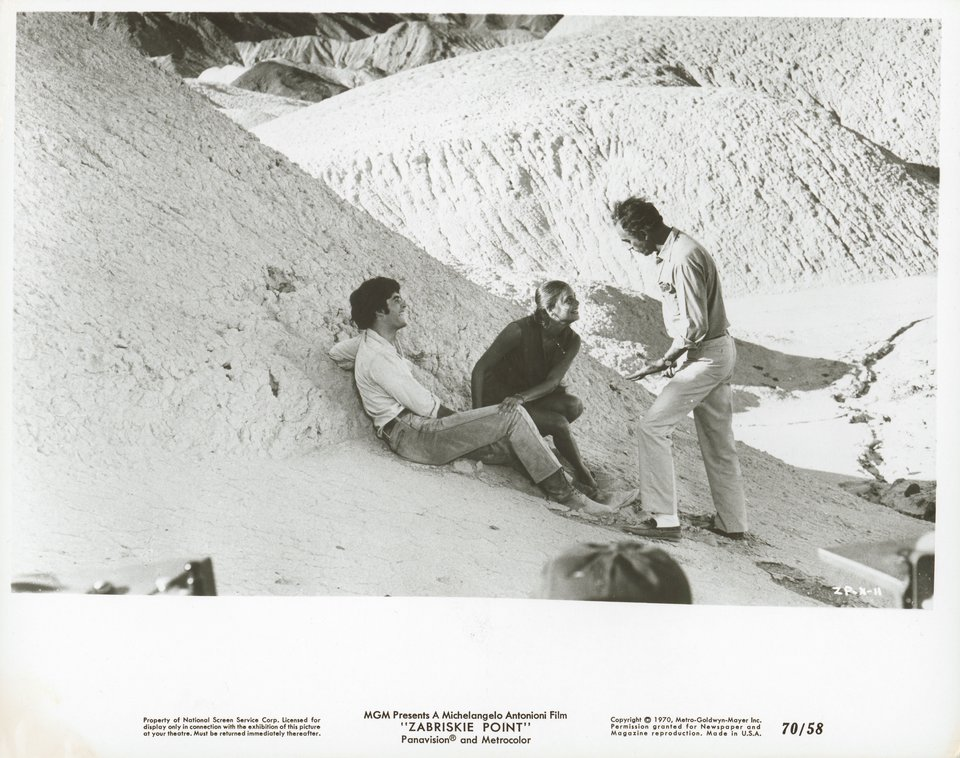 ZP-X-11
Property of National Screen Service Corp. Licensed for
display only in connection with the exhibition of this picture
at your theatre. Must be returned immediately thereafter.
MGM Presents A Michelangelo Antonioni Film
"ZABRISKIE POINT"
Panavision® and Metrocolor
Copyright © 1970, Metro-Goldwyn-Mayer Inc.
Permission granted for Newspaper and
Magazine reproduction. Made in U.S.A.
70/58